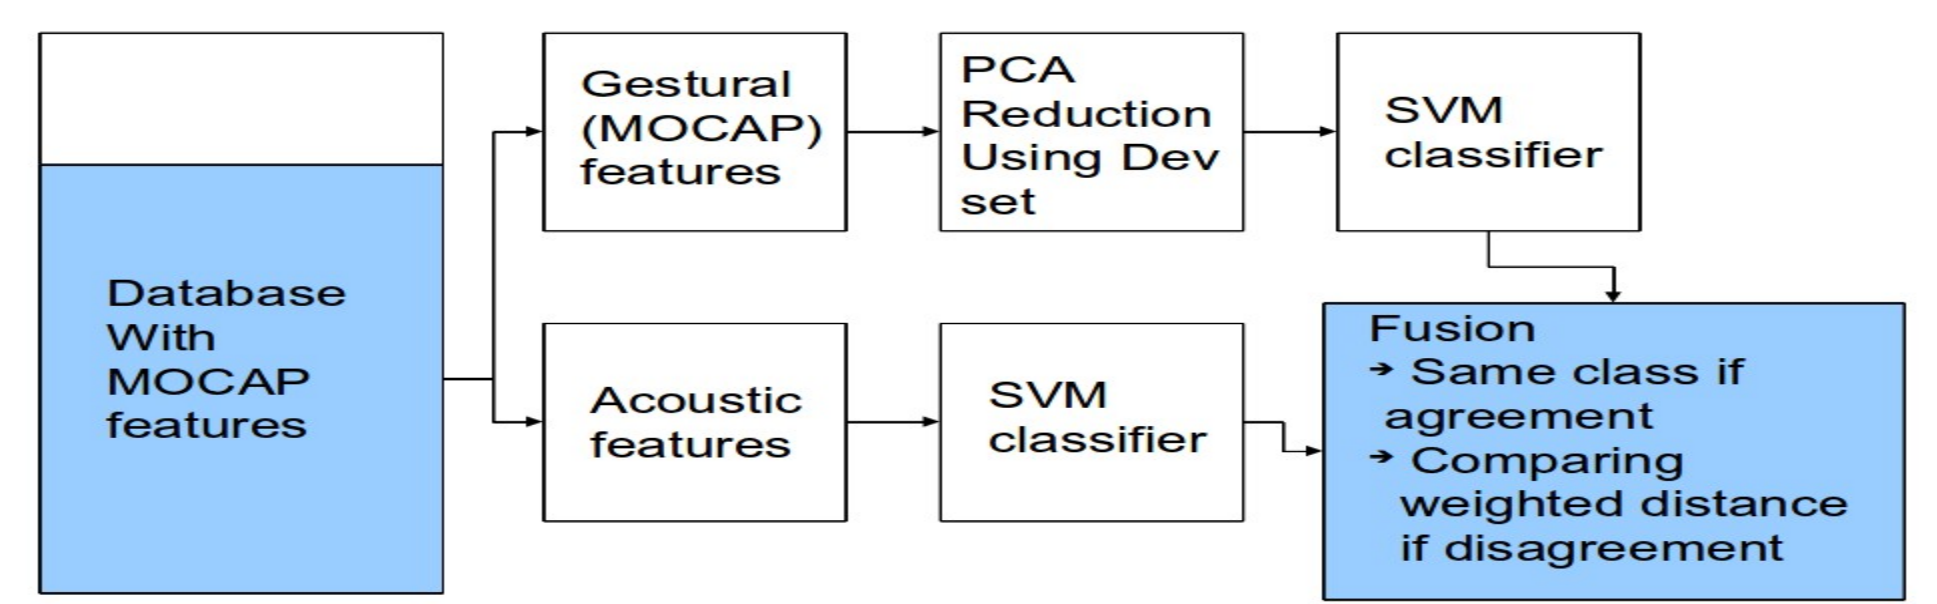 Database
With
MOCAP
features
Gestural
(MOCAP)
features
PCA
Reduction
Using Dev
set
SVM
classifier
Acoustic
features
SVM
classifier
Fusion
➔ Same class if
agreement
➔ Comparing
weighted distance
if disagreement